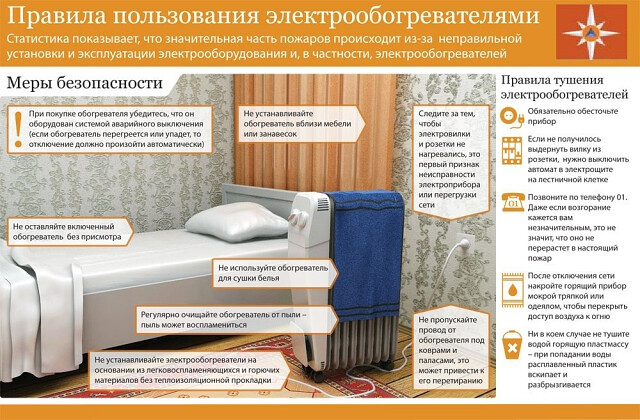 Правила пользования электрообогревателями
Статистика показывает, что значительная часть пожаров происходит из-за неправильной
установки и эксплуатации электрооборудования и, в частности, электрообогревателей
Меры безопасности
!
При покупке обогревателя убедитесь, что он
оборудован системой аварийного выключения
(если обогреватель перегреется или упадет, то
отключение должно произойти автоматически)
Не устанавливайте
обогреватель вблизи мебели
или занавесок
Следите за тем,
чтобы
электровилки
и розетки не
нагревались, это
первый признак
неисправности
электроприбора
или перегрузки
сети
Не оставляйте включенный
обогреватель без присмотра
Не используйте обогреватель
для сушки белья
Регулярно очищайте обогреватель от пыли –
пыль может воспламениться
Не устанавливайте электрообогреватели на
основании из легковоспламеняющихся и горючих
материалов без теплоизоляционной прокладки
Не пропускайте
провод от
обогревателя под
коврами и
паласами, это
может привести к
его перетиранию
Правила тушения
электрообогревателей
Обязательно обесточьте
прибор
Если не получилось
выдернуть вилку из
розетки, нужно выключить
автомат в электрощите
на лестничной клетке
01
Позвоните по телефону 01.
Даже если возгорание
кажется вам
незначительным, это не
значит, что оно не
перерастет в настоящий
пожар
После отключения сети
накройте горящий прибор
мокрой тряпкой или
одеялом, чтобы перекрыть
доступ воздуха к огню
Ни в коем случае не тушите
водой горящую пластмассу
– при попадании воды
расплавленный пластик
вскипает и
разбрызгивается